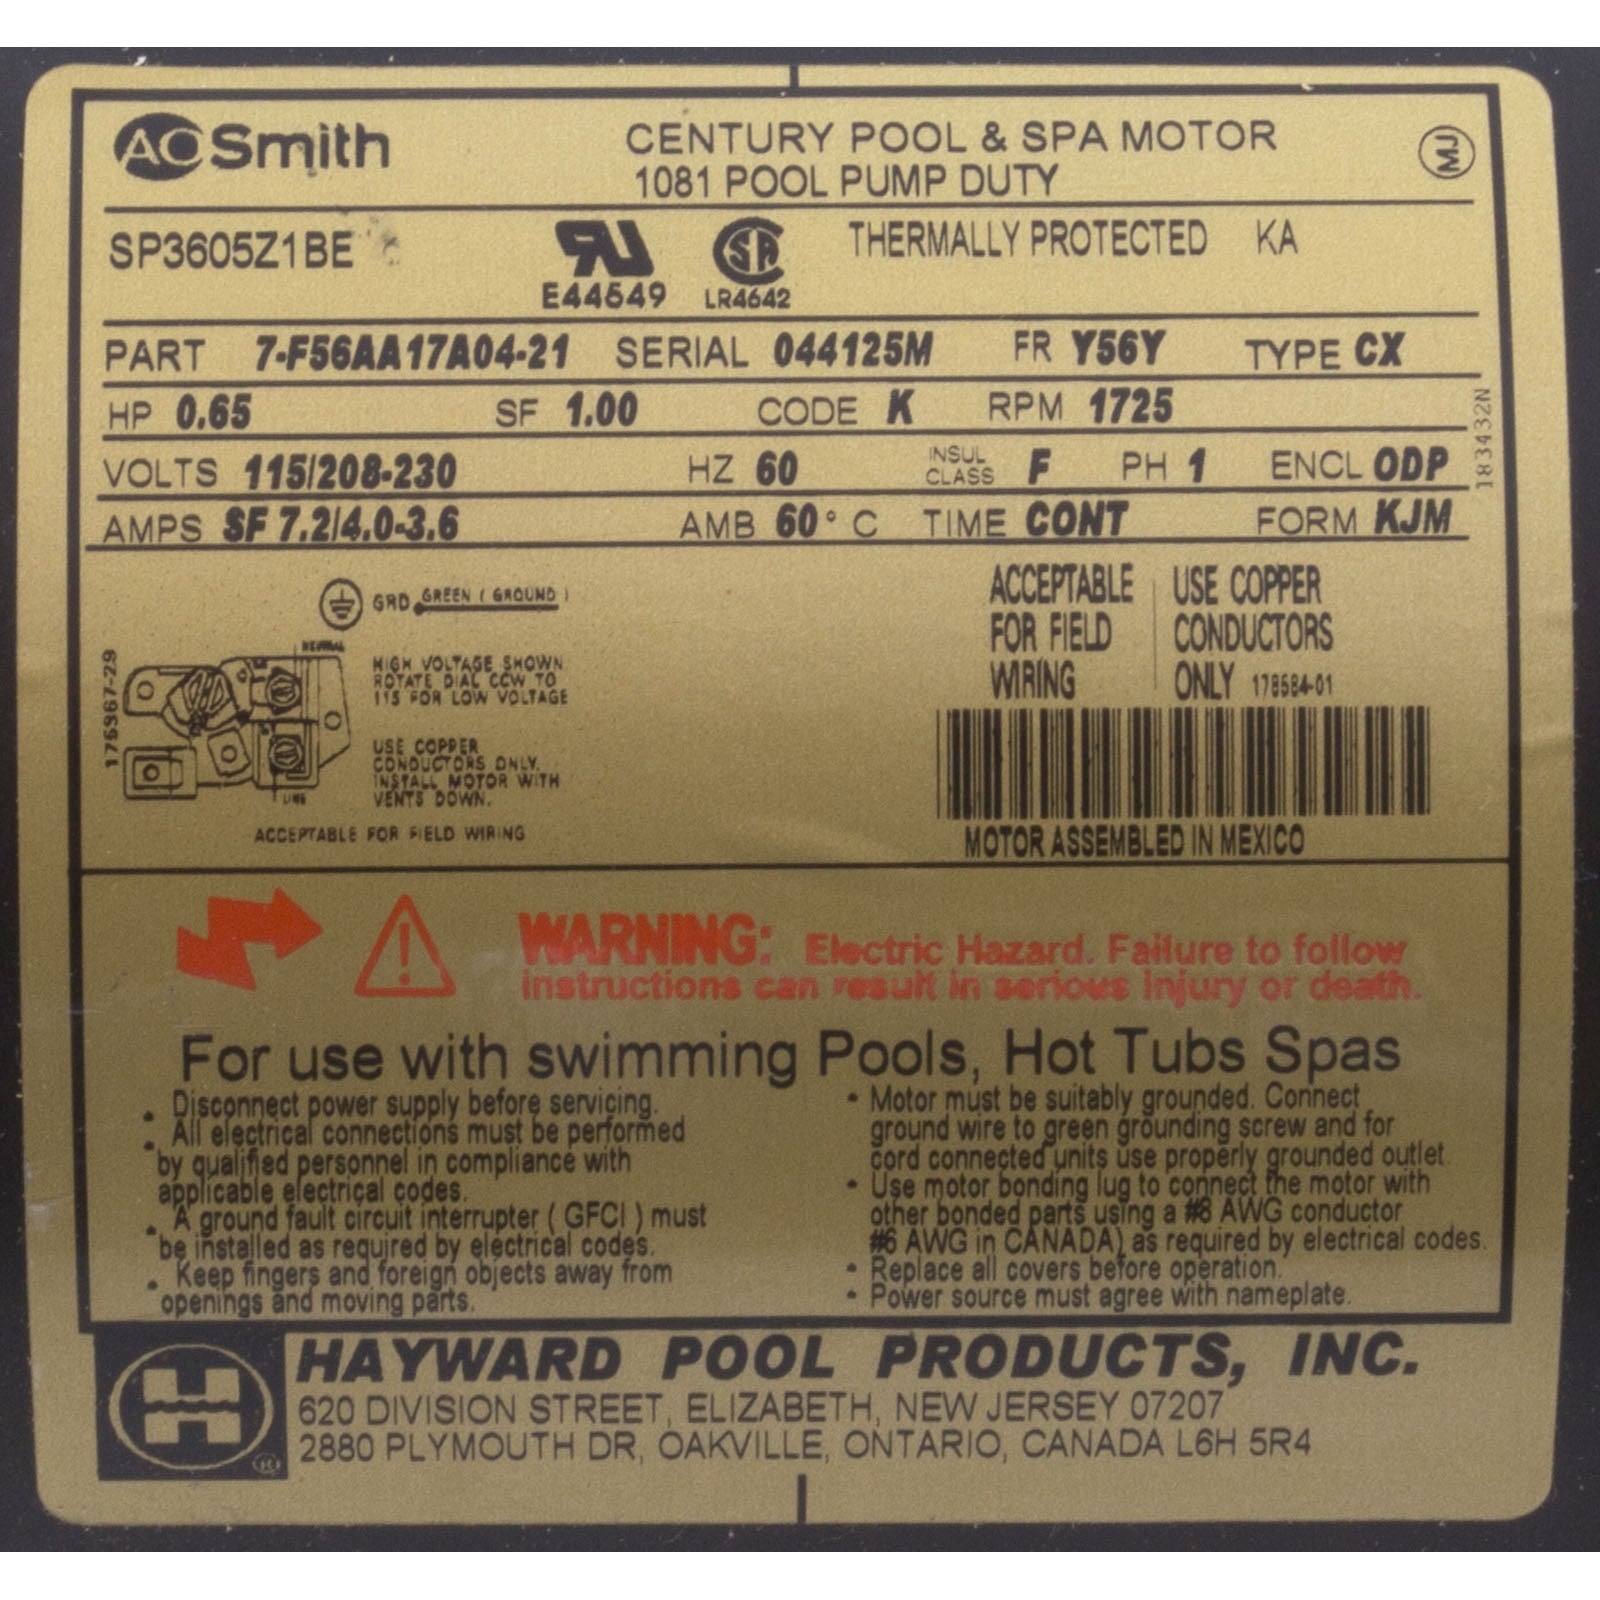 AO Smith
CENTURY POOL & SPA MOTOR
1081 POOL PUMP DUTY
MJ
SP3605Z1BE
E44649
SA
LR4642
THERMALLY PROTECTED KA
PART 7-F56AA17A04-21 SERIAL 044125M FR Y56Y TYPE CX
HP 0.65 SF 1.00 CODE K RPM 1725
VOLTS 115/208-230 HZ 60 INSUL CLASS F PH 1 ENCL ODP
AMPS SF 7.2/4.0-3.6 AMB 60° C TIME CONT FORM KJM
183432N
GRD GREEN ( GROUND )
NEUTRAL
HIGH VOLTAGE SHOWN
ROTATE DIAL CCW TO
115 FOR LOW VOLTAGE
USE COPPER
CONDUCTORS ONLY.
INSTALL MOTOR WITH
VENTS DOWN.
LINE
176967-29
ACCEPTABLE FOR FIELD WIRING
ACCEPTABLE
FOR FIELD
WIRING
USE COPPER
CONDUCTORS
ONLY 178584-01
MOTOR ASSEMBLED IN MEXICO
WARNING: Electric Hazard. Failure to follow
instructions can result in serious injury or death.
For use with swimming Pools, Hot Tubs Spas
• Disconnect power supply before servicing.
• All electrical connections must be performed
by qualified personnel in compliance with
applicable electrical codes.
• A ground fault circuit interrupter ( GFCI ) must
be installed as required by electrical codes.
• Keep fingers and foreign objects away from
openings and moving parts.
• Motor must be suitably grounded. Connect
ground wire to green grounding screw and for
cord connected units use properly grounded outlet.
• Use motor bonding lug to connect the motor with
other bonded parts using a #8 AWG conductor
#6 AWG in CANADA) as required by electrical codes.
• Replace all covers before operation.
• Power source must agree with nameplate.
H ®
HAYWARD POOL PRODUCTS, INC.
620 DIVISION STREET, ELIZABETH, NEW JERSEY 07207
2880 PLYMOUTH DR, OAKVILLE, ONTARIO, CANADA L6H 5R4